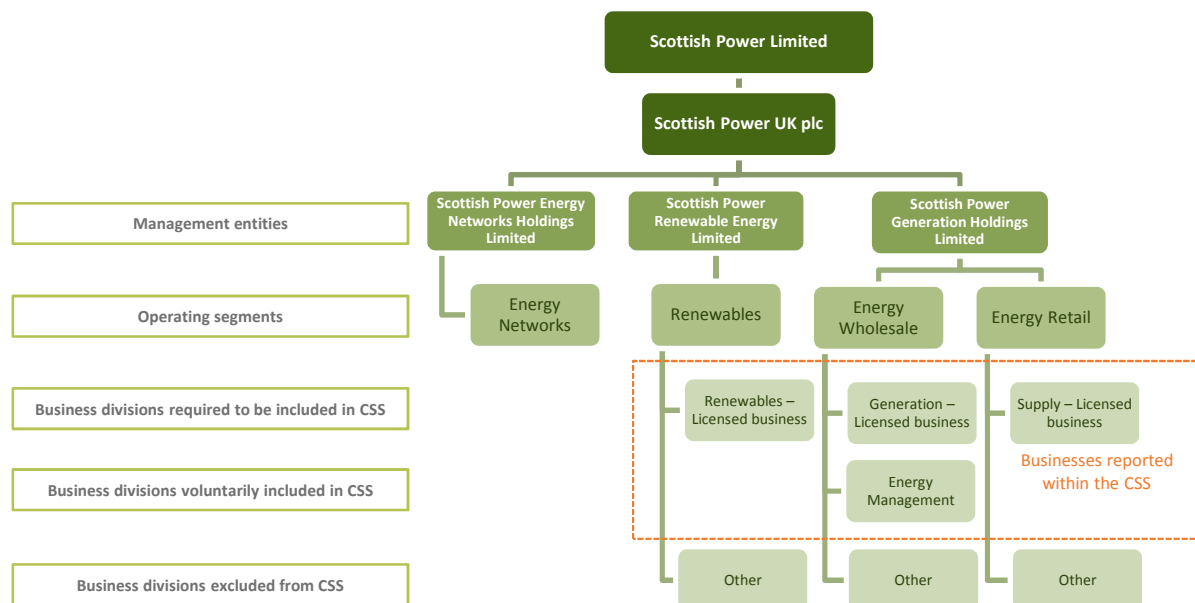 Scottish Power Limited
Scottish Power UK plc
Management entities
Scottish Power Energy
Networks Holdings
Limited
Scottish Power
Renewable Energy
Limited
Scottish Power
Generation Holdings
Limited
Operating segments
Energy
Networks
Renewables
Energy
Wholesale
Energy Retail
Business divisions required to be included in CSS
Renewables –
Licensed business
Generation –
Licensed business
Supply – Licensed
business
Businesses reported
within the CSS
Business divisions voluntarily included in CSS
Energy
Management
Business divisions excluded from CSS
Other
Other
Other